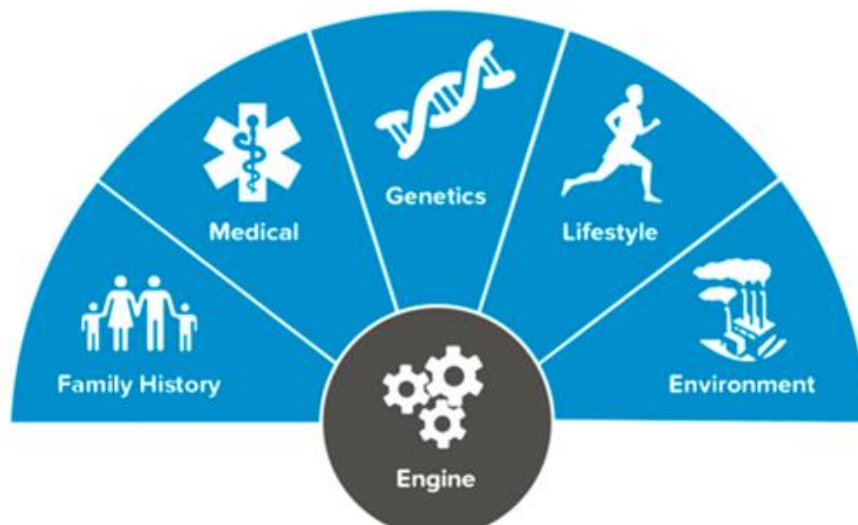 Family History
Medical
Genetics
Lifestyle
Environment
Engine